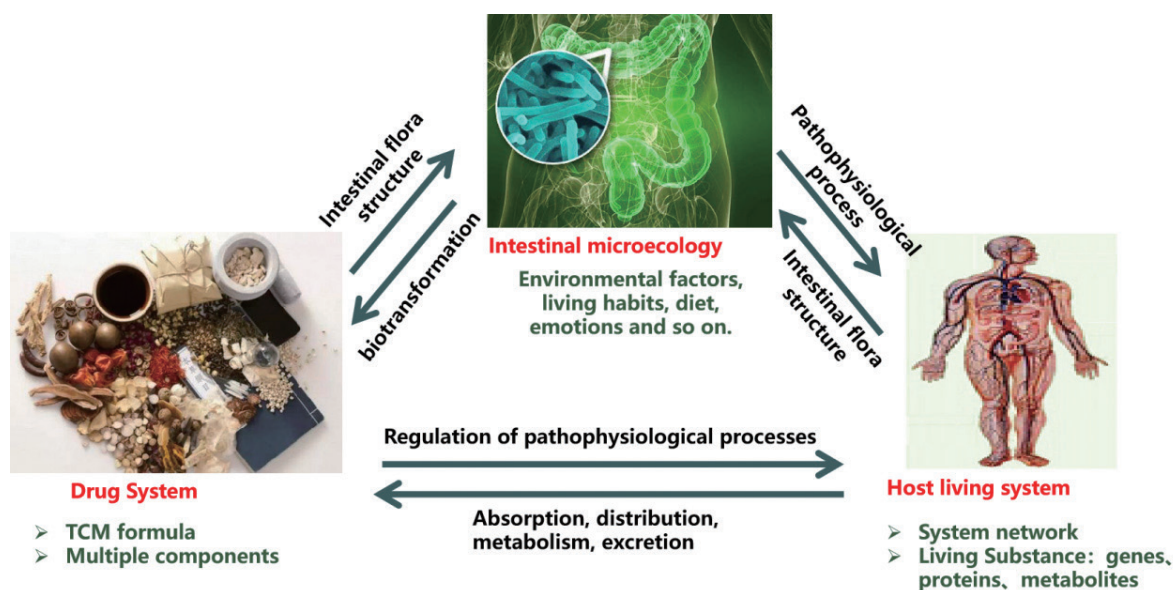 Intestinal flora
structure
biotransformation
Pathophysiological
process
Intestinal flora
structure
Intestinal microecology
Environmental factors,
living habits, diet,
emotions and so on.
Regulation of pathophysiological processes
Absorption, distribution,
metabolism, excretion
Drug System
➢ TCM formula
➢ Multiple components
Host living system
➢ System network
➢ Living Substance：genes、
proteins、metabolites